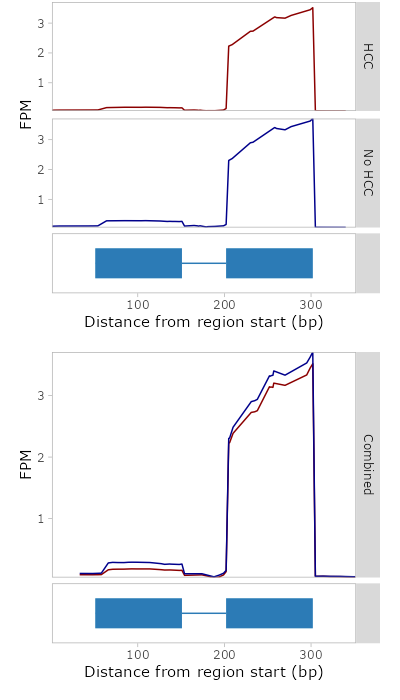 3
2
1
HCC
FPM
3
2
1
No HCC
100 200 300
Distance from region start (bp)
3
2
1
FPM
Combined
100 200 300
Distance from region start (bp)